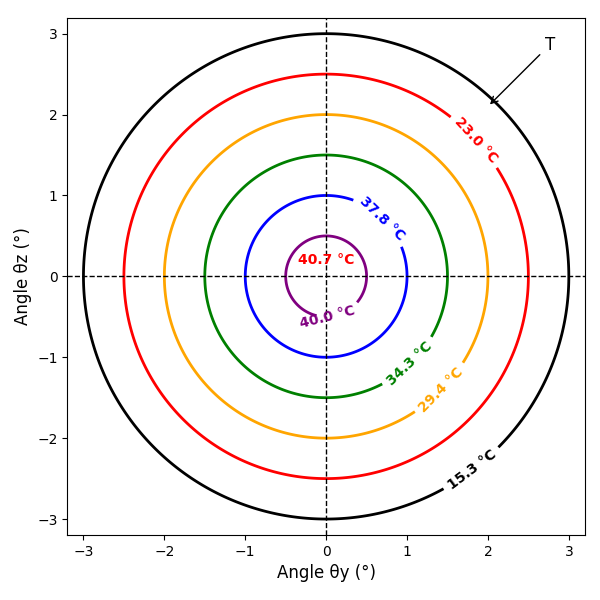 T
23.0 °C
37.8 °C
40.7 °C
40.0 °C
34.3 °C
29.4 °C
15.3 °C
3
2
1
0
−1
−2
−3
−3
−2
−1
0
1
2
3
Angle θz (°)
Angle θy (°)